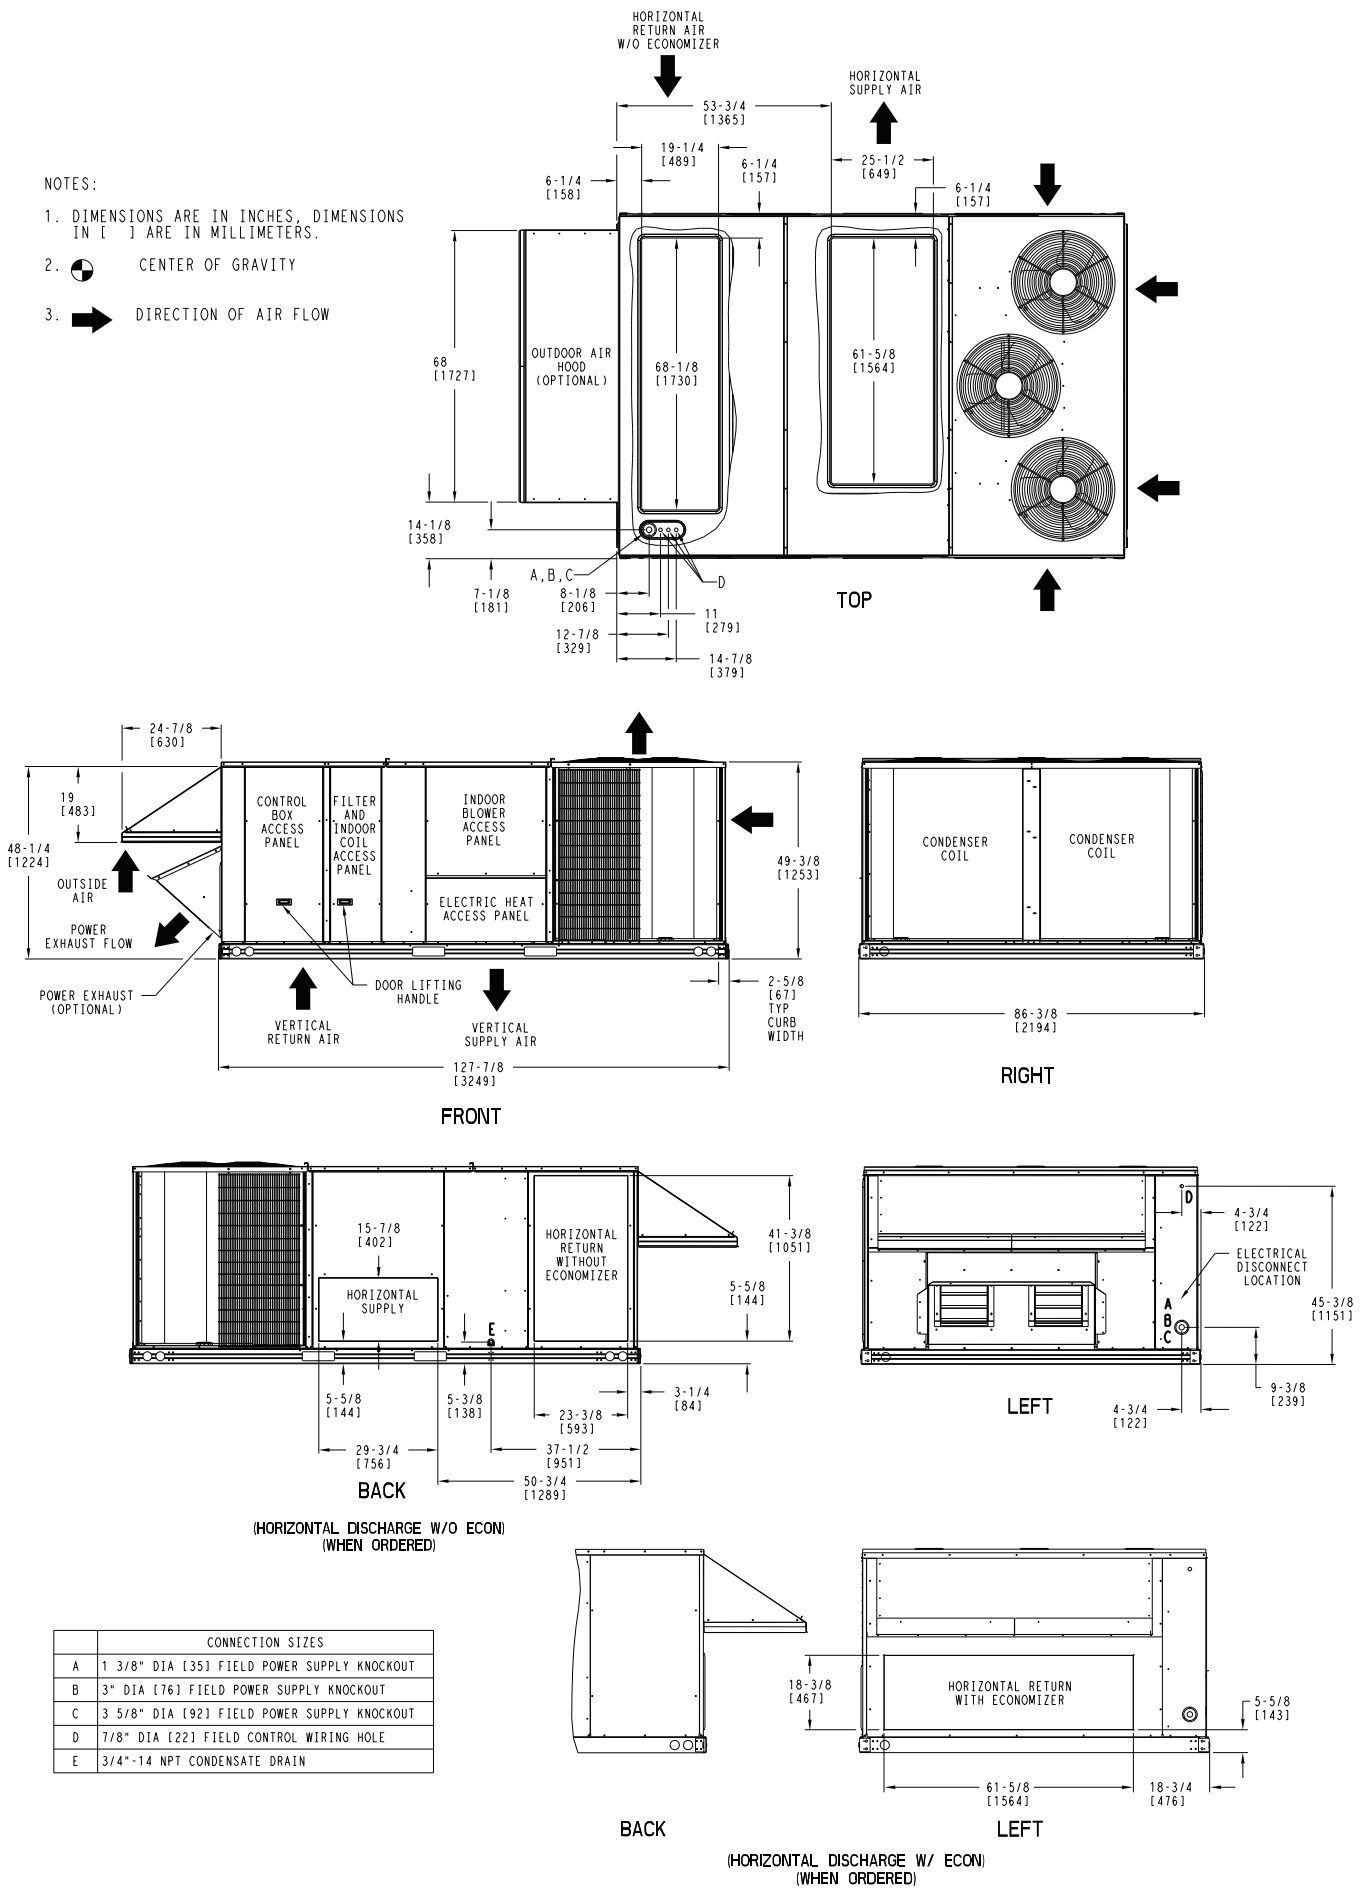 HORIZONTAL
RETURN AIR
W/O ECONOMIZER
HORIZONTAL
SUPPLY AIR
53-3/4
[1365]
19-1/4
[489]
6-1/4
[157]
25-1/2
[649]
6-1/4
[158]
6-1/4
[157]
NOTES:
1. DIMENSIONS ARE IN INCHES, DIMENSIONS
IN [ ] ARE IN MILLIMETERS.
2. CENTER OF GRAVITY
3. DIRECTION OF AIR FLOW
68
[1727]
OUTDOOR AIR
HOOD
(OPTIONAL)
68-1/8
[1730]
61-5/8
[1564]
14-1/8
[358]
7-1/8
[181]
A,B,C
8-1/8
[206]
D
11
[279]
12-7/8
[329]
14-7/8
[379]
TOP
24-7/8
[630]
19
[483]
48-1/4
[1224]
CONTROL
BOX
ACCESS
PANEL
FILTER
AND
INDOOR
COIL
ACCESS
PANEL
INDOOR
BLOWER
ACCESS
PANEL
ELECTRIC HEAT
ACCESS PANEL
49-3/8
[1253]
OUTSIDE
AIR
POWER
EXHAUST FLOW
POWER EXHAUST
(OPTIONAL)
DOOR LIFTING
HANDLE
VERTICAL
RETURN AIR
VERTICAL
SUPPLY AIR
2-5/8
[67]
TYP
CURB
WIDTH
127-7/8
[3249]
FRONT
CONDENSER
COIL
CONDENSER
COIL
86-3/8
[2194]
RIGHT
15-7/8
[402]
HORIZONTAL
SUPPLY
HORIZONTAL
RETURN
WITHOUT
ECONOMIZER
41-3/8
[1051]
5-5/8
[144]
E
5-5/8
[144]
5-3/8
[138]
3-1/4
[84]
23-3/8
[593]
29-3/4
[756]
37-1/2
[951]
50-3/4
[1289]
BACK
(HORIZONTAL DISCHARGE W/O ECON)
(WHEN ORDERED)
D
4-3/4
[122]
ELECTRICAL
DISCONNECT
LOCATION
A
B
C
45-3/8
[1151]
9-3/8
[239]
4-3/4
[122]
LEFT
CONNECTION SIZES
A 1 3/8" DIA [35] FIELD POWER SUPPLY KNOCKOUT
B 3" DIA [76] FIELD POWER SUPPLY KNOCKOUT
C 3 5/8" DIA [92] FIELD POWER SUPPLY KNOCKOUT
D 7/8" DIA [22] FIELD CONTROL WIRING HOLE
E 3/4"-14 NPT CONDENSATE DRAIN
18-3/8
[467]
HORIZONTAL RETURN
WITH ECONOMIZER
5-5/8
[143]
61-5/8
[1564]
18-3/4
[476]
BACK
LEFT
(HORIZONTAL DISCHARGE W/ ECON)
(WHEN ORDERED)